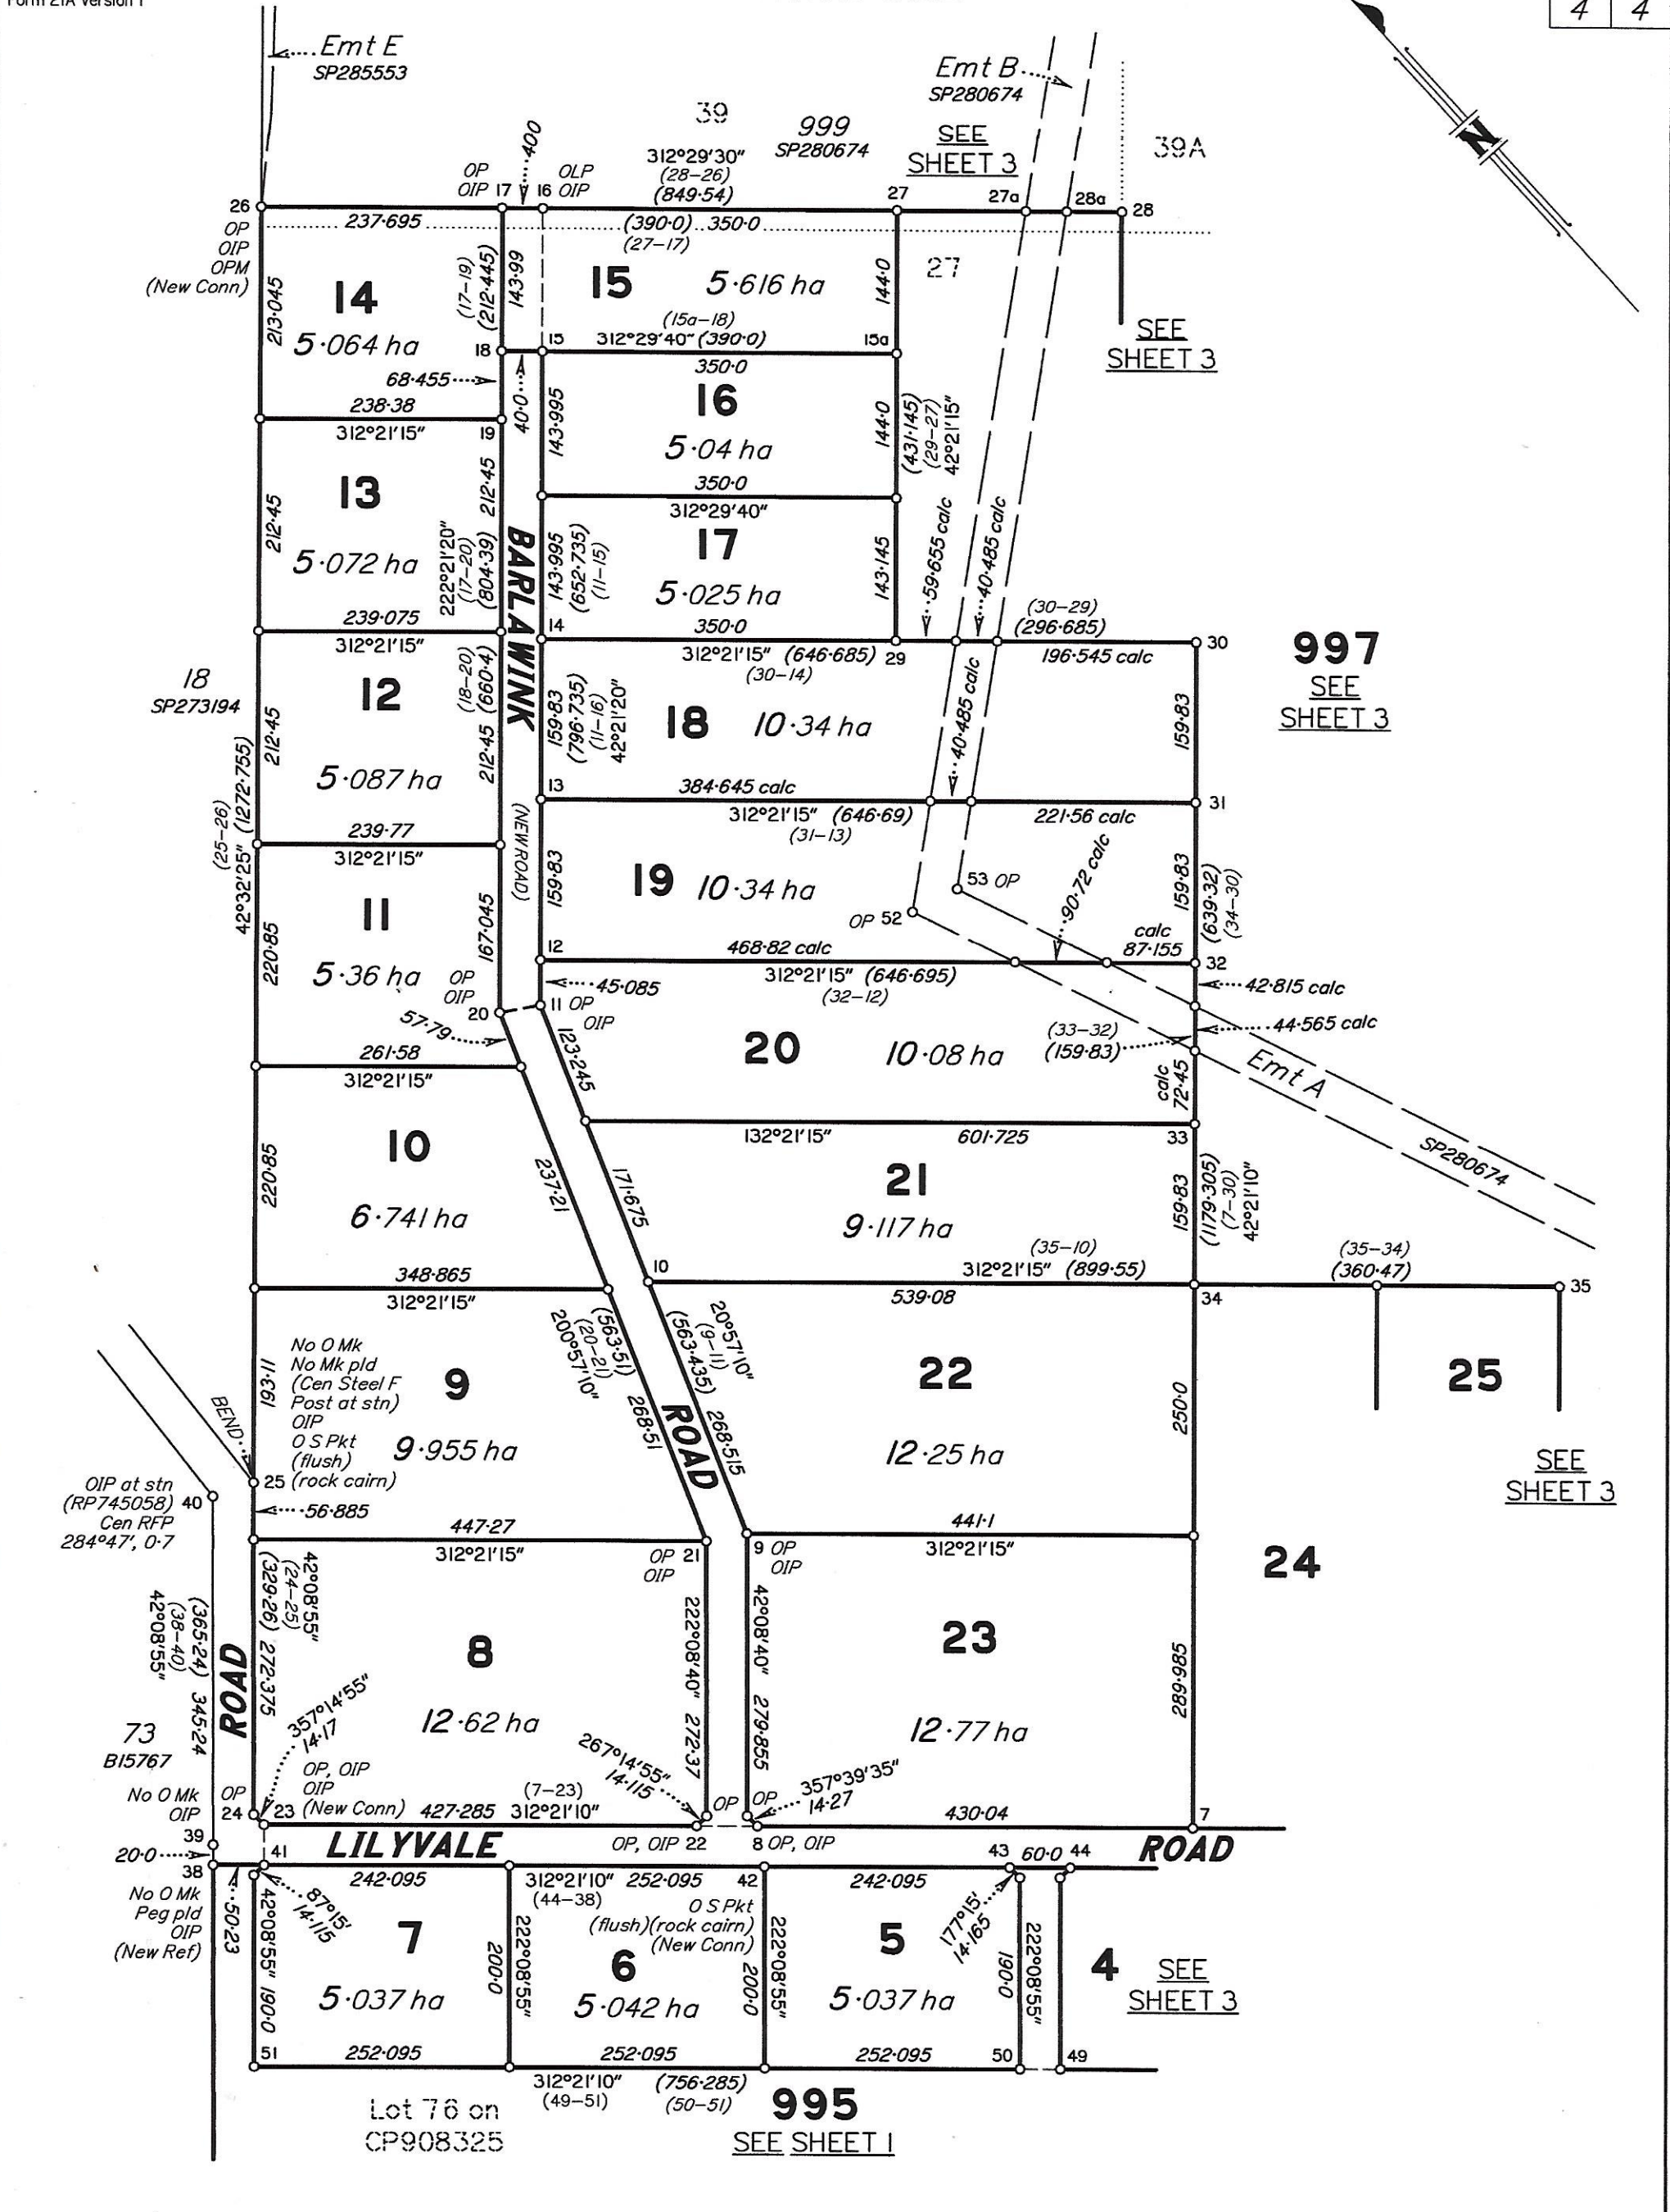 Form 21A Version 1
4 4
Emt E
SP285553
Emt B
SP280674
N
39
999
SP280674
SEE
SHEET 3
39A
·400
312°29'30"
(28-26)
(849·54)
OP
OIP 17
OLP
16 OIP
26
27
27a
28a
28
OP
OIP
OPM
(New Conn)
237·695
(390·0) 350·0
(27-17)
213·045
14
5·064 ha
(17-19)
(212·445)
143·99
15
5·616 ha
144·0
27
(15a-18)
312°29'40" (390·0)
18
15
15a
SEE
SHEET 3
68·455
40·0
350·0
238·38
312°21'15"
19
143·995
16
5·04 ha
144·0
(431·145)
(29-27)
42°21'15"
350·0
312°29'40"
13
5·072 ha
212·45
212·45
222°21'20"
(17-20)
(804·39)
BARLAWINK
143·995
(652·735)
(11-15)
17
5·025 ha
143·145
59·655 calc
40·485 calc
239·075
312°21'15"
14
350·0
312°21'15" (646·685)
(30-14)
29
(30-29)
(296·685)
196·545 calc
30
997
SEE
SHEET 3
18
SP273194
12
5·087 ha
212·45
(18-20)
(660·4)
212·45
159·83
(796·735)
(11-16)
42°21'20"
18
10·34 ha
40·485 calc
159·83
13
384·645 calc
312°21'15" (646·69)
(31-13)
221·56 calc
31
(25-26)
42°32'25" (1272·755)
239·77
312°21'15"
(NEW ROAD)
159·83
19
10·34 ha
53 OP
OP 52
90·72 calc
159·83
(639·32)
(34-30)
11
5·36 ha
220·85
167·045
12
468·82 calc
312°21'15" (646·695)
(32-12)
calc
87·155
32
42·815 calc
44·565 calc
OP
OIP
20
45·085
11 OP
OIP
57·79
123·245
261·58
312°21'15"
20
10·08 ha
(33-32)
(159·83)
calc
72·45
Emt A
SP280674
132°21'15"
601·725
33
10
6·741 ha
220·85
237·21
171·675
21
9·117 ha
159·83
(1179·305)
(7-30)
42°21'10"
(35-10)
312°21'15" (899·55)
10
539·08
34
(35-34)
(360·47)
35
348·865
312°21'15"
BEND
193·11
No O Mk
No Mk pld
(Cen Steel F
Post at stn)
OIP
O S Pkt
(flush)
(rock cairn)
25
9
9·955 ha
(563·51)
(20-21)
200°57'10"
268·51
20°57'10"
(9-11)
(563·435)
268·515
ROAD
22
12·25 ha
250·0
25
SEE
SHEET 3
OIP at stn
(RP745058) 40
Cen RFP
284°47', 0·7
56·885
447·27
312°21'15"
OP 21
OIP
441·1
312°21'15"
9 OP
OIP
24
42°08'55"
(24-25)
(329·26) 272·375
(365·24)
(38-40)
42°08'55"
345·24
ROAD
8
12·62 ha
222°08'40" 272·37
42°08'40" 279·855
23
12·77 ha
289·985
73
B15767
357°14'55"
14·17
267°14'55"
14·115
357°39'35"
14·27
No O Mk
OIP
OP
24
OP, OIP
OIP
23 (New Conn)
(7-23)
427·285 312°21'10"
OP
OP
430·04
7
39
20·0
38
41
LILYVALE
OP, OIP 22
8 OP, OIP
ROAD
43 60·0 44
No O Mk
Peg pld
OIP
(New Ref)
50·23
242·095
312°21'10" 252·095
(44-38)
42
242·095
42°08'55" 190·0
87°15'
14·115
7
5·037 ha
200·0
222°08'55"
O S Pkt
(flush)(rock cairn)
(New Conn)
6
5·042 ha
200·0
222°08'55"
5
5·037 ha
177°15'
14·165
190·0
222°08'55"
4
SEE
SHEET 3
51
252·095
252·095
252·095
50
49
312°21'10"
(49-51)
(756·285)
(50-51)
Lot 76 on
CP908325
995
SEE SHEET 1